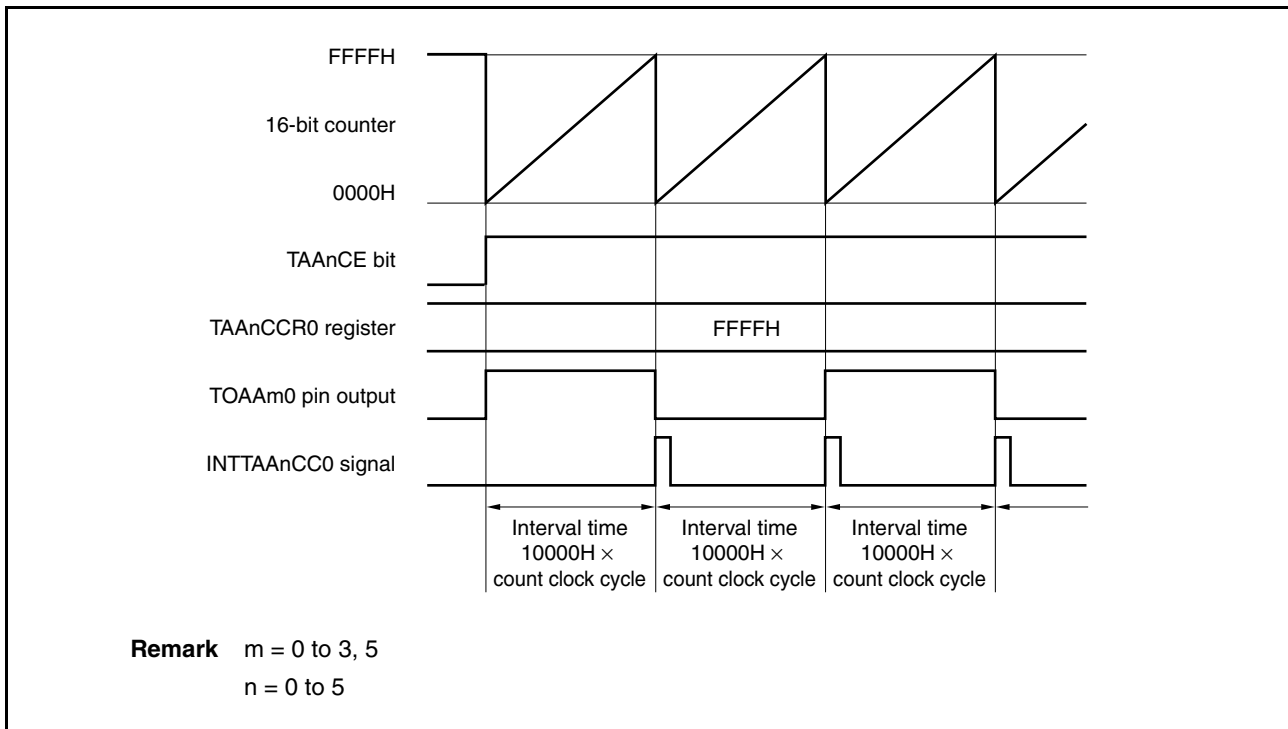 FFFFH
16-bit counter
0000H
TAAnCE bit
TAAnCCR0 register
FFFFH
TOAAm0 pin output
INTTAAnCC0 signal
Interval time
10000H ×
count clock cycle
Interval time
10000H ×
count clock cycle
Interval time
10000H ×
count clock cycle
Remark m = 0 to 3, 5
n = 0 to 5